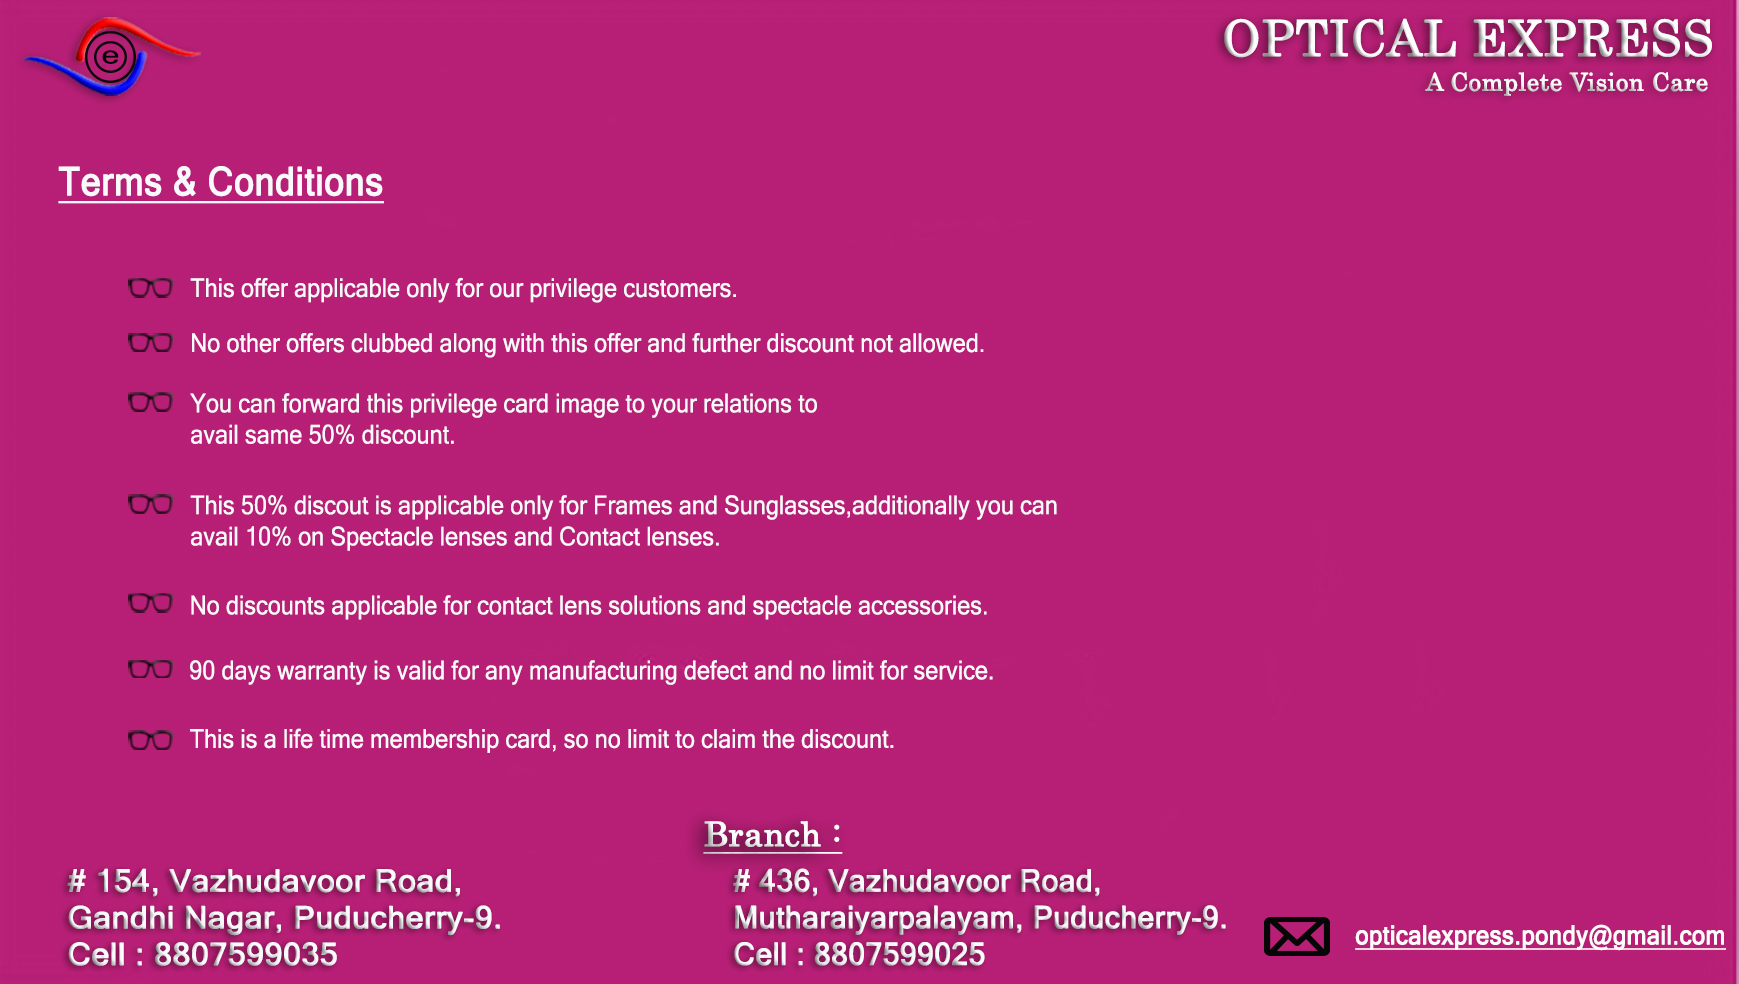 e
OPTICAL EXPRESS
A Complete Vision Care
Terms & Conditions
This offer applicable only for our privilege customers.
No other offers clubbed along with this offer and further discount not allowed.
You can forward this privilege card image to your relations to
avail same 50% discount.
This 50% discout is applicable only for Frames and Sunglasses,additionally you can
avail 10% on Spectacle lenses and Contact lenses.
No discounts applicable for contact lens solutions and spectacle accessories.
90 days warranty is valid for any manufacturing defect and no limit for service.
This is a life time membership card, so no limit to claim the discount.
# 154, Vazhudavoor Road,
Gandhi Nagar, Puducherry-9.
Cell : 8807599035
Branch :
# 436, Vazhudavoor Road,
Mutharaiyarpalayam, Puducherry-9.
Cell : 8807599025
opticalexpress.pondy@gmail.com